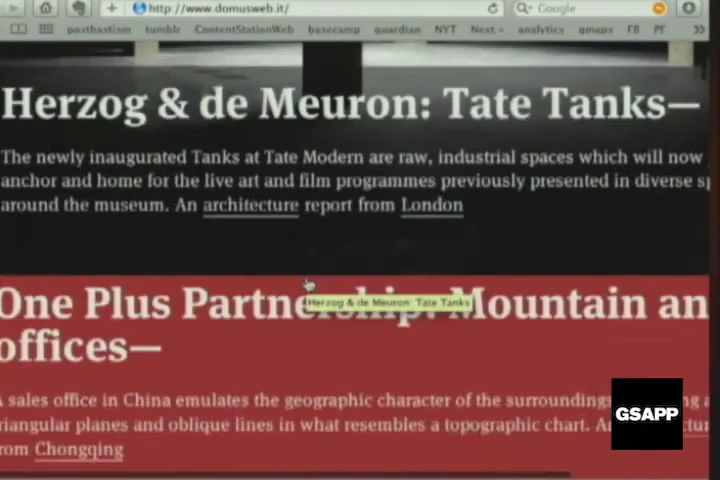 http://www.domusweb.it/
Google
posthastism tumblr ContentStationWeb basecamp guardian NYT Next analytics gmaps FB PF
Herzog & de Meuron: Tate Tanks—
The newly inaugurated Tanks at Tate Modern are raw, industrial spaces which will now
anchor and home for the live art and film programmes previously presented in diverse
around the museum. An architecture report from London
One Plus Mountain
Herzog & de Meuron: Tate Tanks
offices—
sales office in China emulates the geographic character of the surrounding
triangular planes and oblique lines in what resembles a topographic chart.
from Chongqing
GSAPP